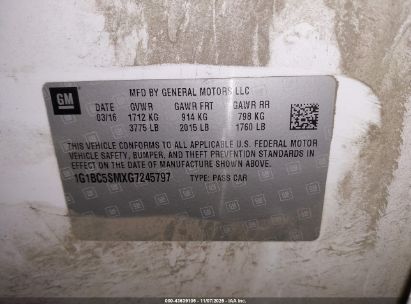 GM
MFD BY GENERAL MOTORS LLC
DATE GVWR GAWR FRT GAWR RR
03/16 1712 KG 914 KG 798 KG
3775 LB 2015 LB 1760 LB
THIS VEHICLE CONFORMS TO ALL APPLICABLE U.S. FEDERAL MOTOR
VEHICLE SAFETY, BUMPER, AND THEFT PREVENTION STANDARDS
IN EFFECT ON THE DATE OF MANUFACTURE SHOWN ABOVE.
1G1BC5SMXG7245797 TYPE: PASS CAR